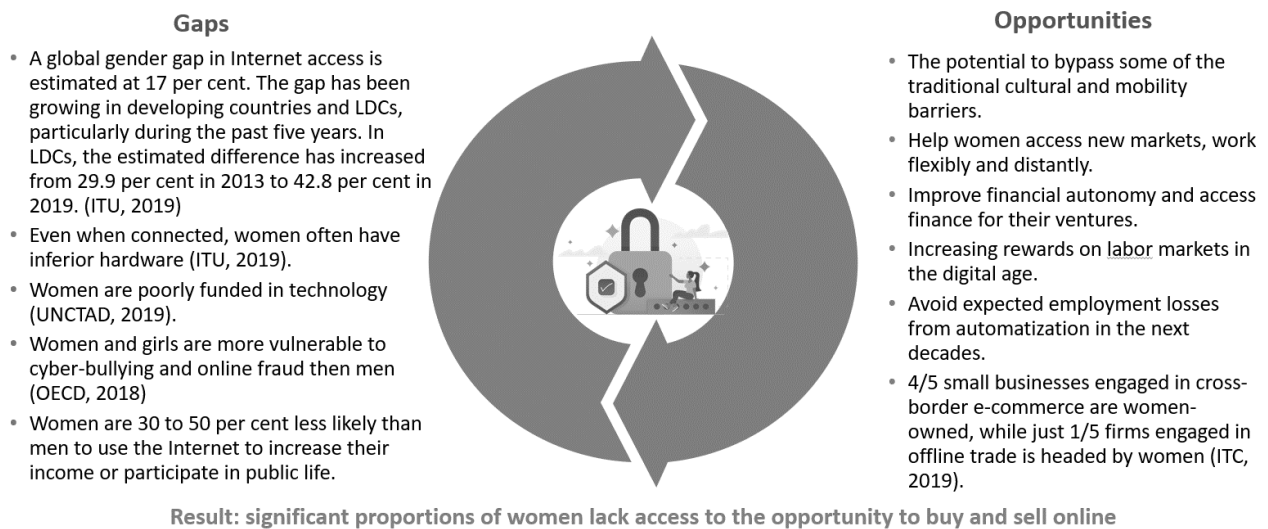 Gaps
• A global gender gap in Internet access is
estimated at 17 per cent. The gap has been
growing in developing countries and LDCs,
particularly during the past five years. In
LDCs, the estimated difference has increased
from 29.9 per cent in 2013 to 42.8 per cent in
2019. (ITU, 2019)
• Even when connected, women often have
inferior hardware (ITU, 2019).
• Women are poorly funded in technology
(UNCTAD, 2019).
• Women and girls are more vulnerable to
cyber-bullying and online fraud then men
(OECD, 2018)
• Women are 30 to 50 per cent less likely than
men to use the Internet to increase their
income or participate in public life.
Opportunities
• The potential to bypass some of the
traditional cultural and mobility
barriers.
• Help women access new markets, work
flexibly and distantly.
• Improve financial autonomy and access
finance for their ventures.
• Increasing rewards on labor markets in
the digital age.
• Avoid expected employment losses
from automatization in the next
decades.
• 4/5 small businesses engaged in cross-
border e-commerce are women-
owned, while just 1/5 firms engaged in
offline trade is headed by women (ITC,
2019).
Result: significant proportions of women lack access to the opportunity to buy and sell online